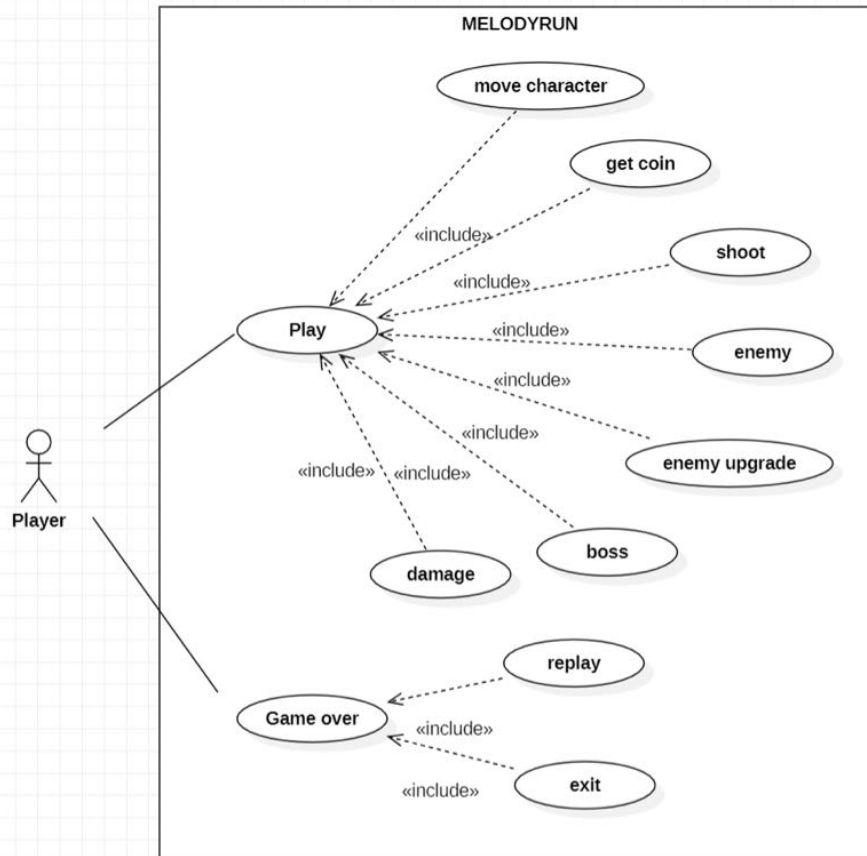 MELODYRUN
move character
get coin
«include»
shoot
«include»
Play
«include»
enemy
«include»
«include»
enemy upgrade
«include»
«include»
Player
boss
damage
replay
Game over
«include»
exit
«include»